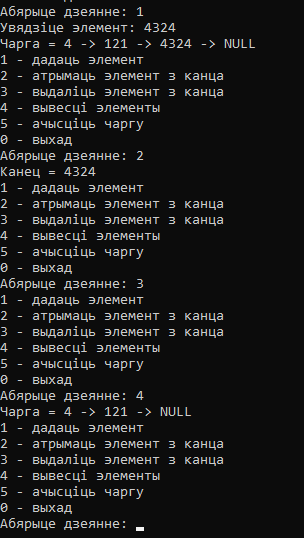 Абярыце дзеянне: 1
Увядзіце элемент: 4324
Чарга = 4 -> 121 -> 4324 -> NULL
1 - дадаць элемент
2 - атрымаць элемент з канца
3 - выдаліць элемент з канца
4 - вывесці элементы
5 - ачысціць чаргу
0 - выхад
Абярыце дзеянне: 2
Канец = 4324
1 - дадаць элемент
2 - атрымаць элемент з канца
3 - выдаліць элемент з канца
4 - вывесці элементы
5 - ачысціць чаргу
0 - выхад
Абярыце дзеянне: 3
1 - дадаць элемент
2 - атрымаць элемент з канца
3 - выдаліць элемент з канца
4 - вывесці элементы
5 - ачысціць чаргу
0 - выхад
Абярыце дзеянне: 4
Чарга = 4 -> 121 -> NULL
1 - дадаць элемент
2 - атрымаць элемент з канца
3 - выдаліць элемент з канца
4 - вывесці элементы
5 - ачысціць чаргу
0 - выхад
Абярыце дзеянне: